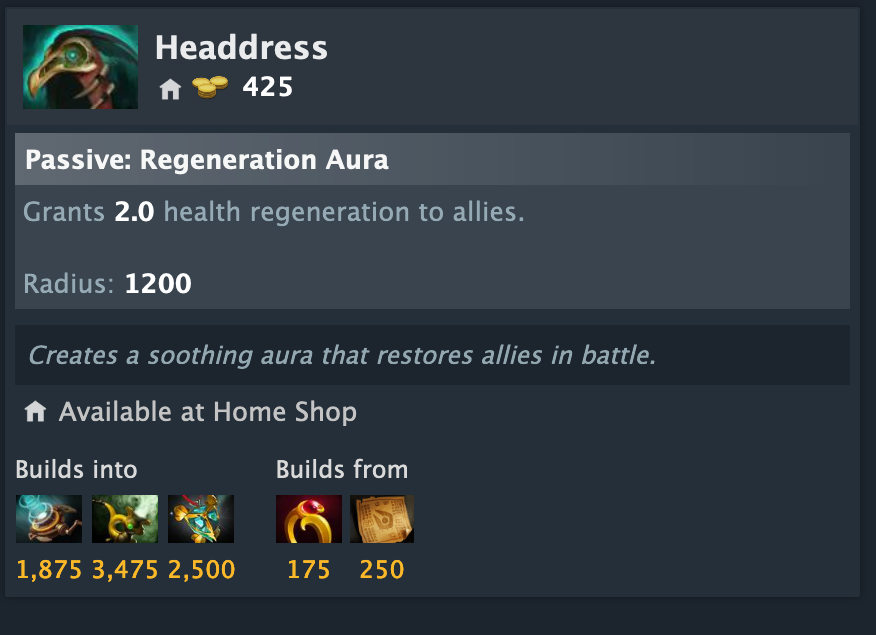 Headdress
425
Passive: Regeneration Aura
Grants 2.0 health regeneration to allies.
Radius: 1200
Creates a soothing aura that restores allies in battle.
Available at Home Shop
Builds into
1,875 3,475 2,500
Builds from
175 250